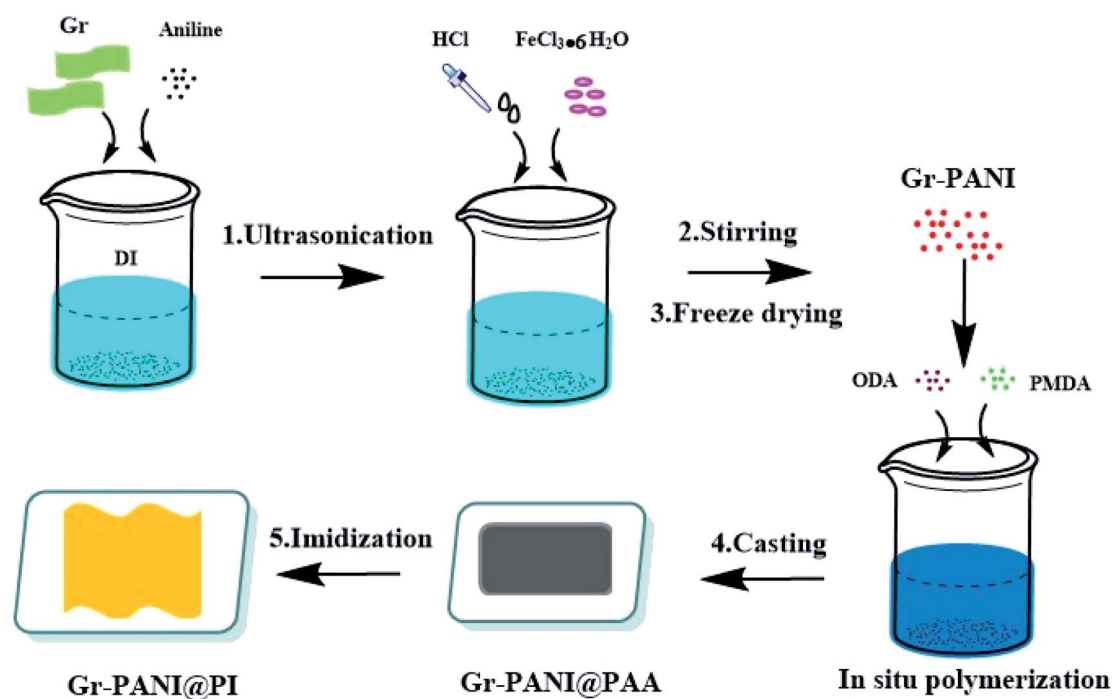 Gr
Aniline
DI
1.Ultrasonication
HCl
FeCl₃•6H₂O
2.Stirring
3.Freeze drying
Gr-PANI
ODA
PMDA
In situ polymerization
4.Casting
Gr-PANI@PAA
5.Imidization
Gr-PANI@PI